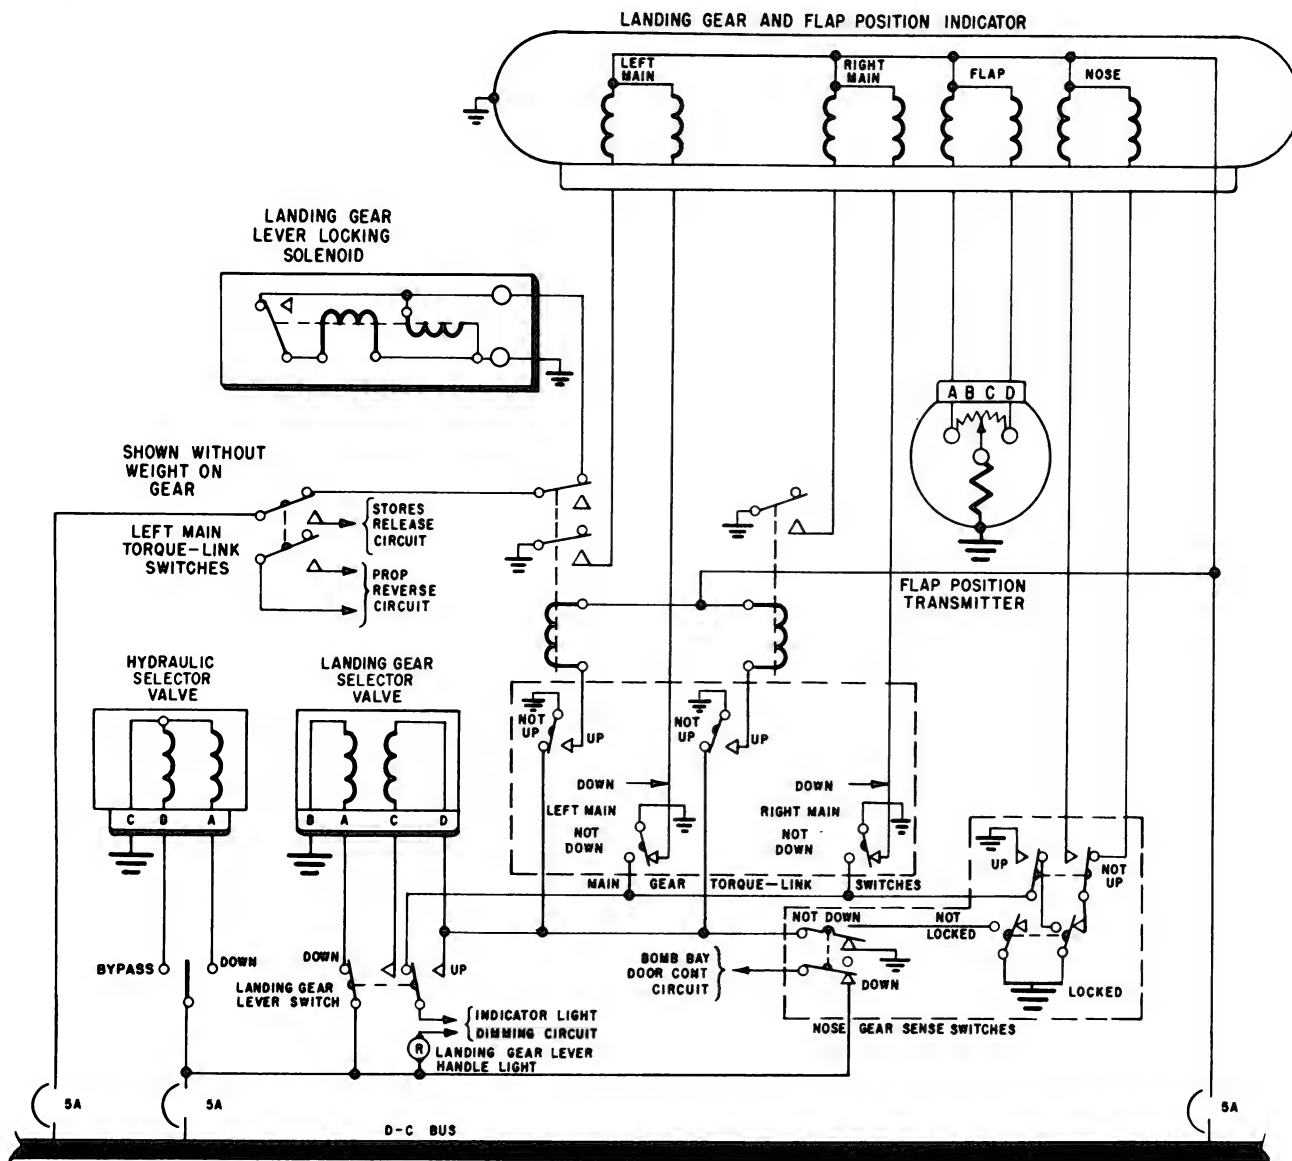 LANDING GEAR AND FLAP POSITION INDICATOR
LEFT
MAIN
RIGHT
MAIN
FLAP
NOSE
LANDING GEAR
LEVER LOCKING
SOLENOID
A B C D
SHOWN WITHOUT
WEIGHT ON
GEAR
LEFT MAIN
TORQUE-LINK
SWITCHES
STORES
RELEASE
CIRCUIT
PROP
REVERSE
CIRCUIT
FLAP POSITION
TRANSMITTER
HYDRAULIC
SELECTOR
VALVE
LANDING GEAR
SELECTOR
VALVE
C B A
B A C D
NOT
UP
UP
NOT
UP
UP
DOWN
DOWN
LEFT MAIN
NOT
DOWN
RIGHT MAIN
NOT
DOWN
MAIN GEAR TORQUE-LINK SWITCHES
UP
NOT
UP
NOT DOWN
NOT
LOCKED
BOMB BAY
DOOR CONT
CIRCUIT
DOWN
LOCKED
NOSE GEAR SENSE SWITCHES
BYPASS
DOWN
DOWN
UP
LANDING GEAR
LEVER SWITCH
INDICATOR LIGHT
DIMMING CIRCUIT
R
LANDING GEAR LEVER
HANDLE LIGHT
5A
5A
5A
D-C BUS